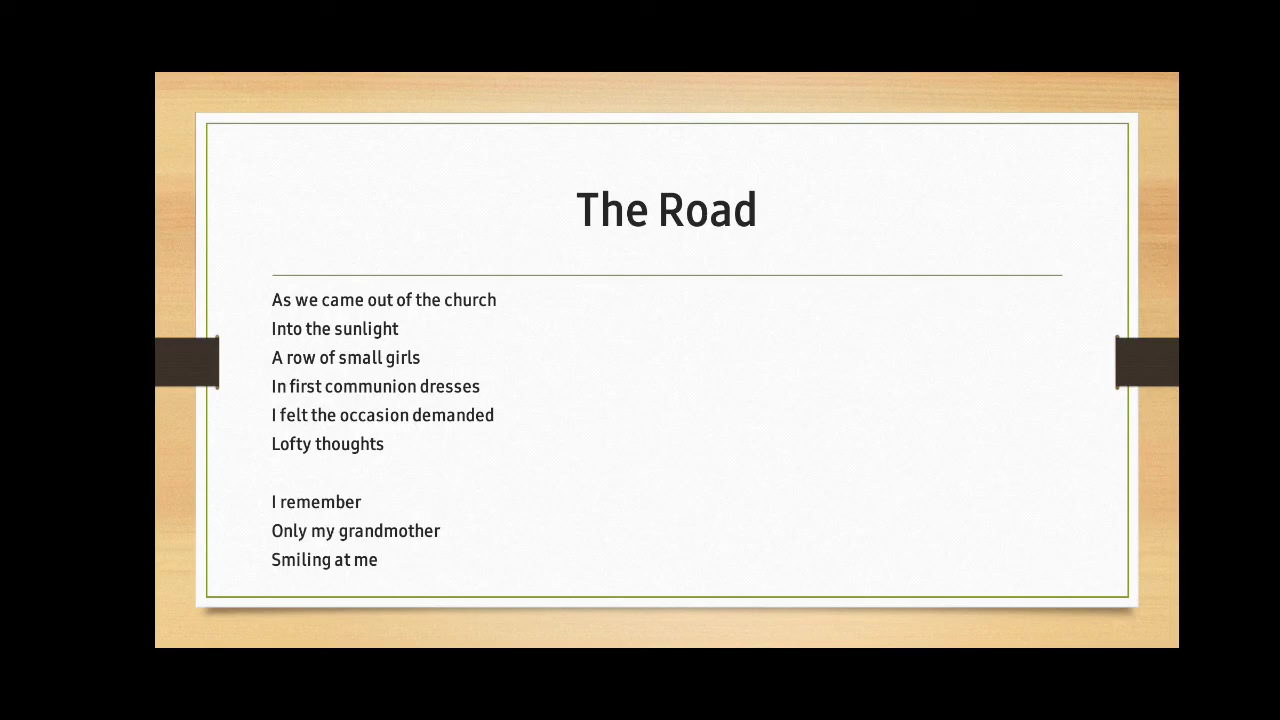 The Road
As we came out of the church
Into the sunlight
A row of small girls
In first communion dresses
I felt the occasion demanded
Lofty thoughts
I remember
Only my grandmother
Smiling at me